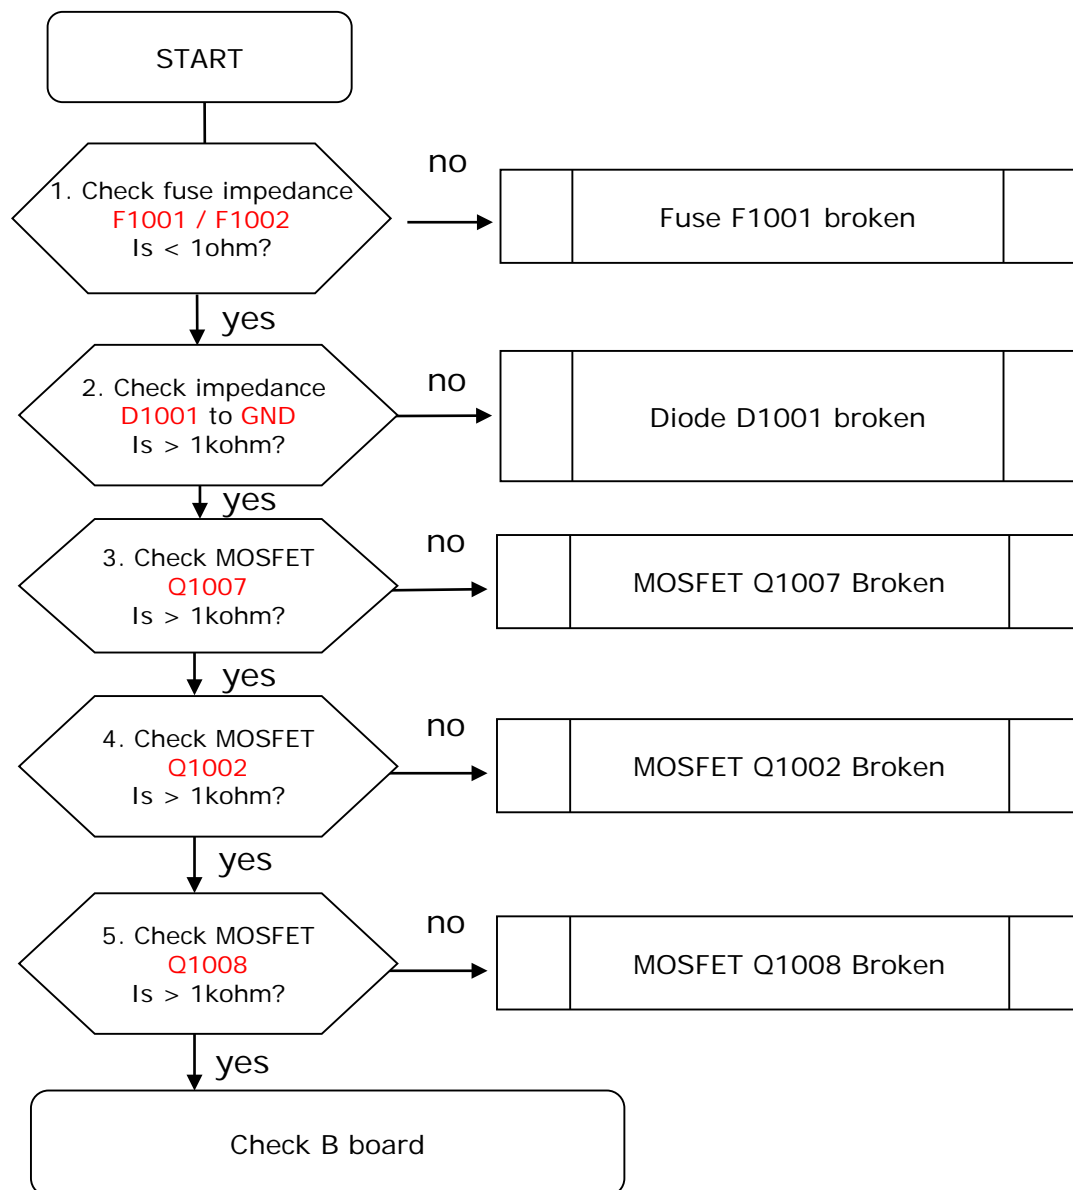 START
1. Check fuse impedance
F1001 / F1002
Is < 1ohm?
no
Fuse F1001 broken
yes
2. Check impedance
D1001 to GND
Is > 1kohm?
no
Diode D1001 broken
yes
3. Check MOSFET
Q1007
Is > 1kohm?
no
MOSFET Q1007 Broken
yes
4. Check MOSFET
Q1002
Is > 1kohm?
no
MOSFET Q1002 Broken
yes
5. Check MOSFET
Q1008
Is > 1kohm?
no
MOSFET Q1008 Broken
yes
Check B board